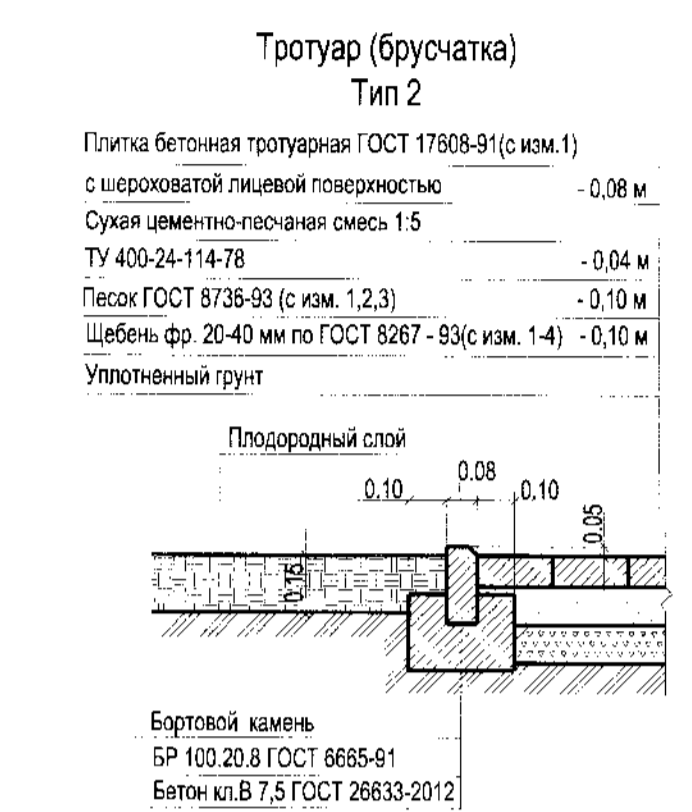 Тротуар (брусчатка)
Тип 2
Плитка бетонная тротуарная ГОСТ 17608-91(с изм.1)
с шероховатой лицевой поверхностью - 0,08 м
Сухая цементно-песчаная смесь 1:5
ТУ 400-24-114-78 - 0,04 м
Песок ГОСТ 8736-93 (с изм. 1,2,3) - 0,10 м
Щебень фр. 20-40 мм по ГОСТ 8267 - 93(с изм. 1-4) - 0,10 м
Уплотненный грунт
Плодородный слой
0.08
0.10 0.10
0.05
0.15
Бортовой камень
БР 100.20.8 ГОСТ 6665-91
Бетон кл.В 7,5 ГОСТ 26633-2012